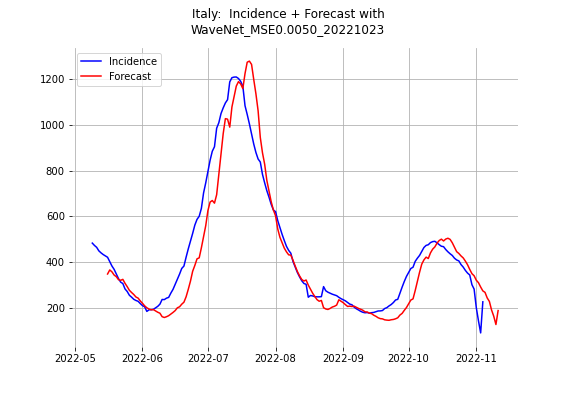 Italy:  Incidence + Forecast with
WaveNet_MSE0.0050_20221023
Incidence
Forecast
1200
1000
800
600
400
200
2022-05 2022-06 2022-07 2022-08 2022-09 2022-10 2022-11